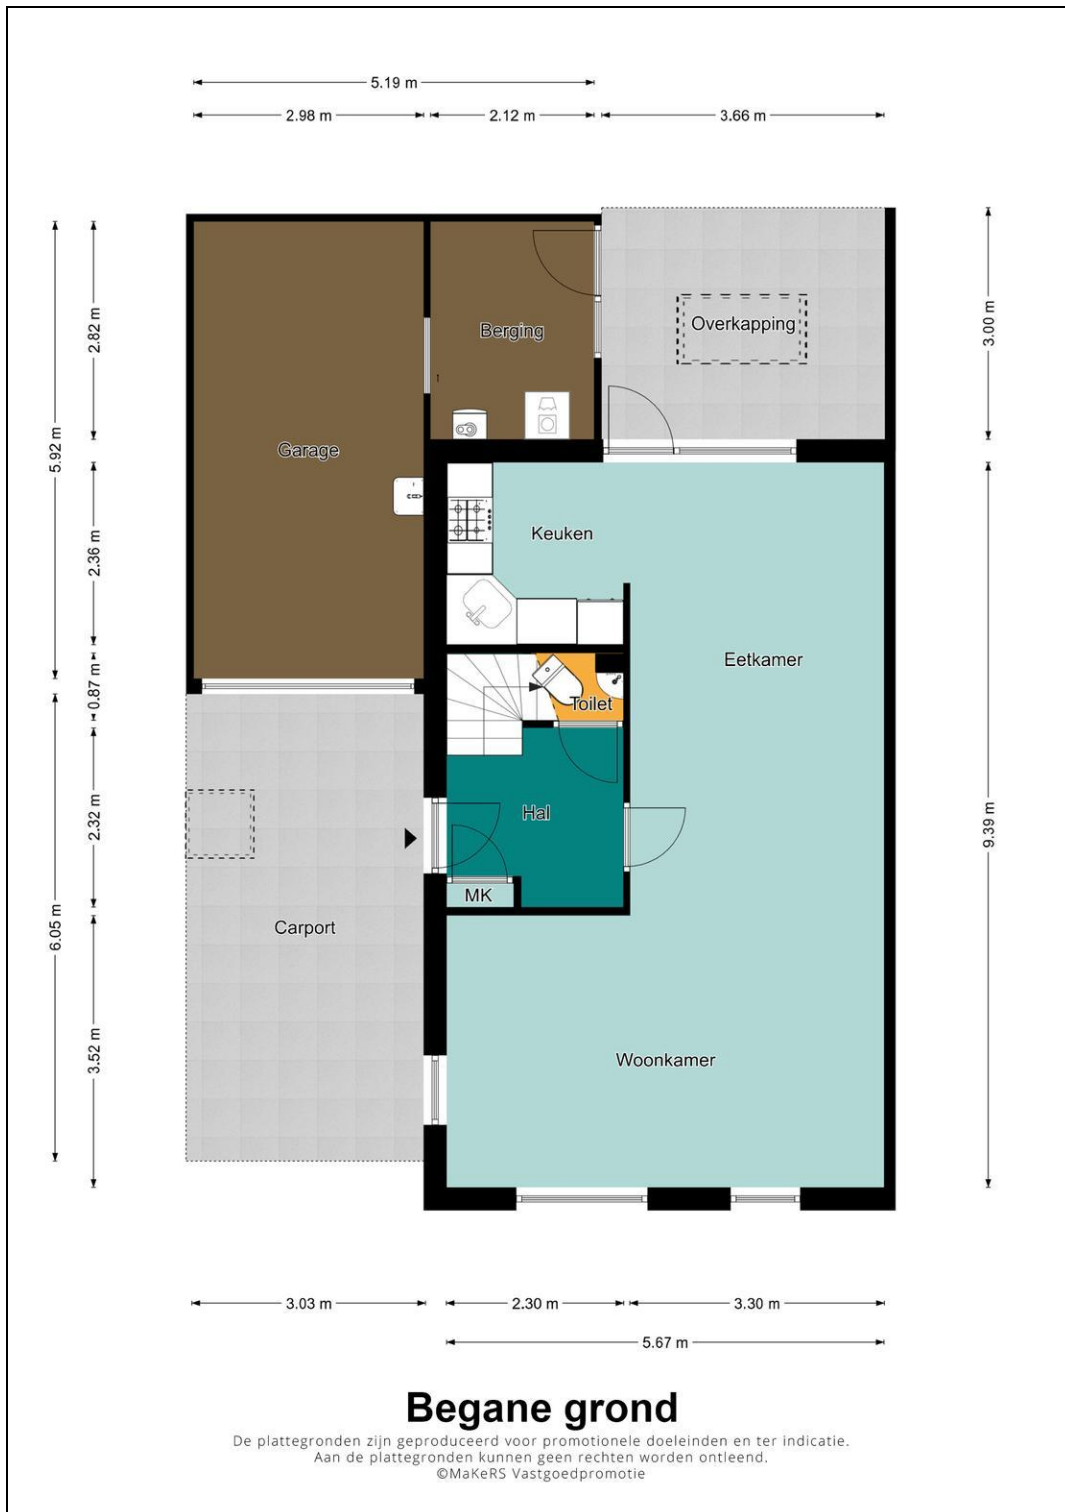 5.19 m
2.98 m
2.12 m
3.66 m
5.92 m
2.82 m
3.00 m
Overkapping
Berging
Garage
2.36 m
Keuken
0.87 m
Eetkamer
Toilet
2.32 m
Hal
9.39 m
MK
6.05 m
Carport
3.52 m
Woonkamer
3.03 m
2.30 m
3.30 m
5.67 m
Begane grond
De plattegronden zijn geproduceerd voor promotionele doeleinden en ter indicatie.
Aan de plattegronden kunnen geen rechten worden ontleend.
©MaKeRS Vastgoedpromotie